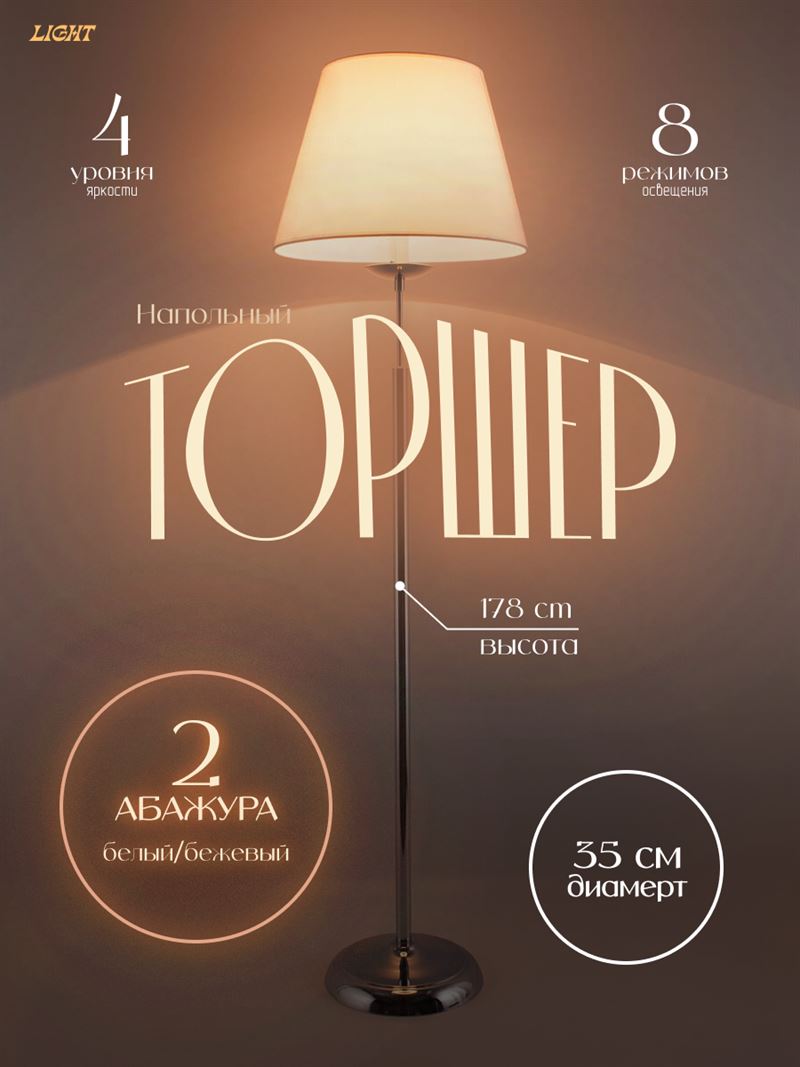 LIGHT
4
уровня
яркости
8
режимов
освещения
Напольный
ТОРШЕР
178 cm
высота
2
АБАЖУРА
белый/бежевый
35 см
диамерт